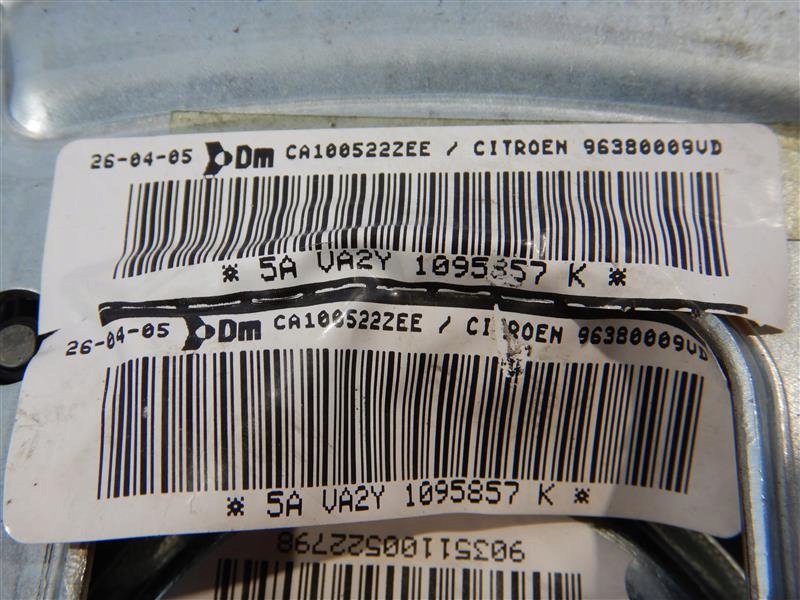 26-04-05 Dm CA100522ZEE / CITROEN 96380009VD
* 5A VA2Y 1095857 K *
26-04-05 Dm CA100522ZEE / CITROEN 96380009VD
* 5A VA2Y 1095857 K *
90351100522798